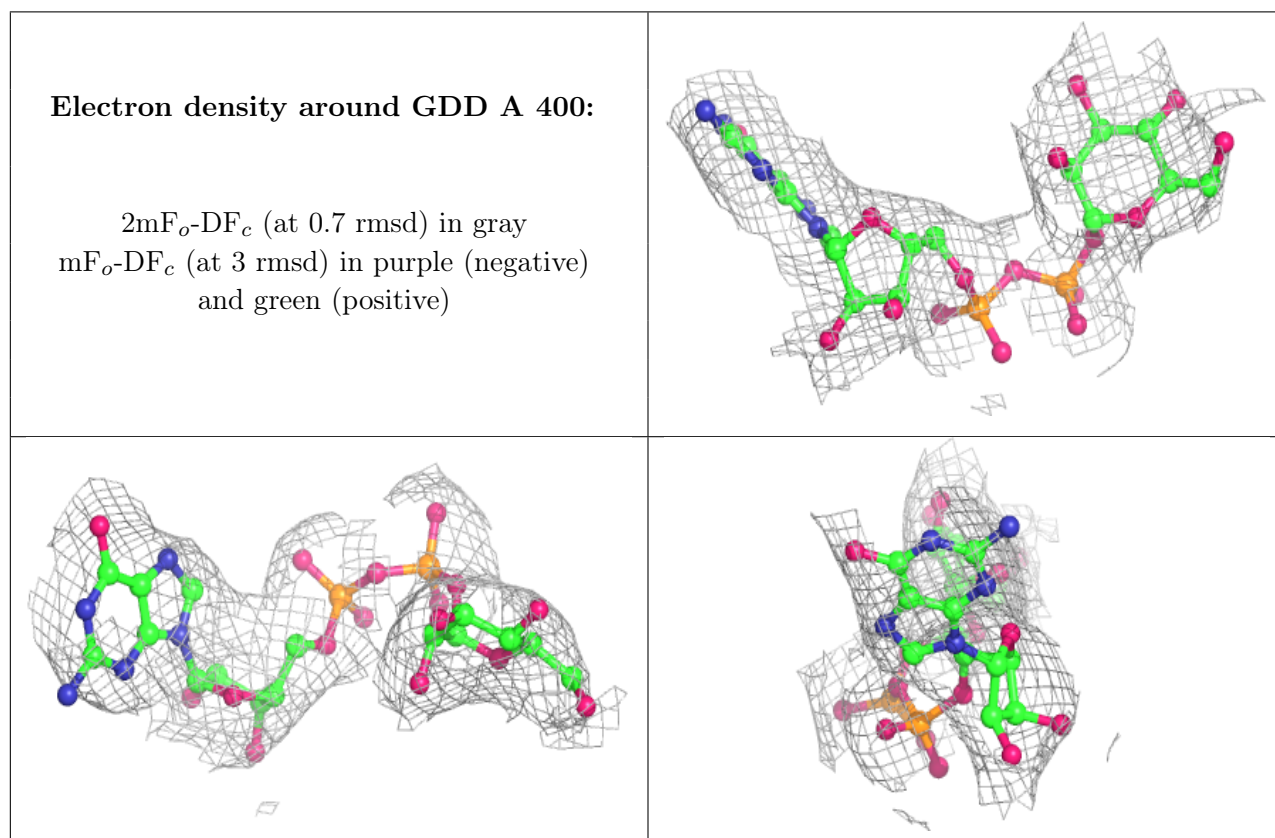 Electron density around GDD A 400:
2mFo-DFc (at 0.7 rmsd) in gray
mFo-DFc (at 3 rmsd) in purple (negative)
and green (positive)